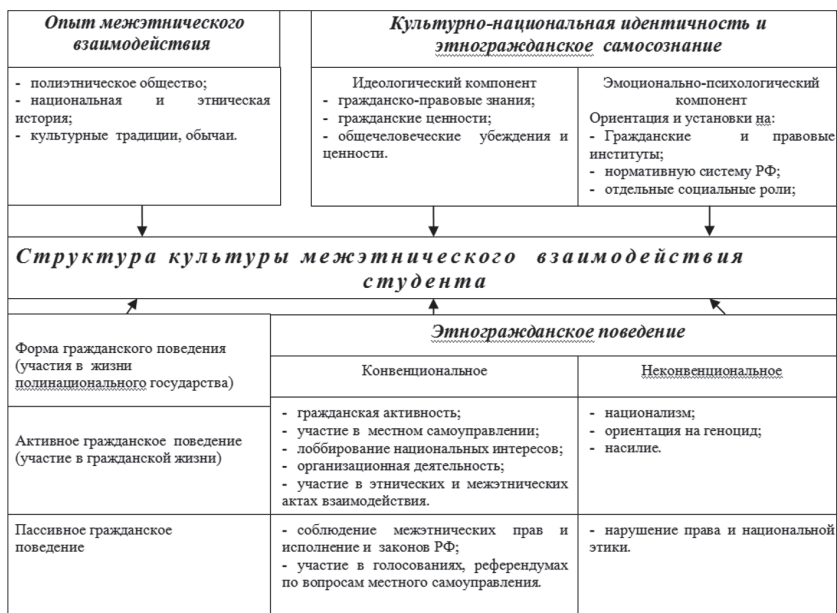 Опыт межэтнического
взаимодействия
- полиэтническое общество;
- национальная и этническая
история;
- культурные традиции, обычаи.
Культурно-национальная идентичность и
этногражданское самосознание
Идеологический компонент
- гражданско-правовые знания;
- гражданские ценности;
- общечеловеческие убеждения и
ценности.
Эмоционально-психологический
компонент
Ориентация и установки на:
- Гражданские и правовые
институты;
- нормативную систему РФ;
- отдельные социальные роли;
Структура культуры межэтнического взаимодействия
студента
Форма гражданского поведения
(участия в жизни
полинационального государства)
Этногражданское поведение
Конвенциональное
Неконвенциональное
Активное гражданское поведение
(участие в гражданской жизни)
- гражданская активность;
- участие в местном самоуправлении;
- лоббирование национальных интересов;
- организационная деятельность;
- участие в этнических и межэтнических
актах взаимодействия.
- национализм;
- ориентация на геноцид;
- насилие.
Пассивное гражданское
поведение
- соблюдение межэтнических прав и
исполнение и законов РФ;
- участие в голосованиях, референдумах
по вопросам местного самоуправления.
- нарушение права и национальной
этики.